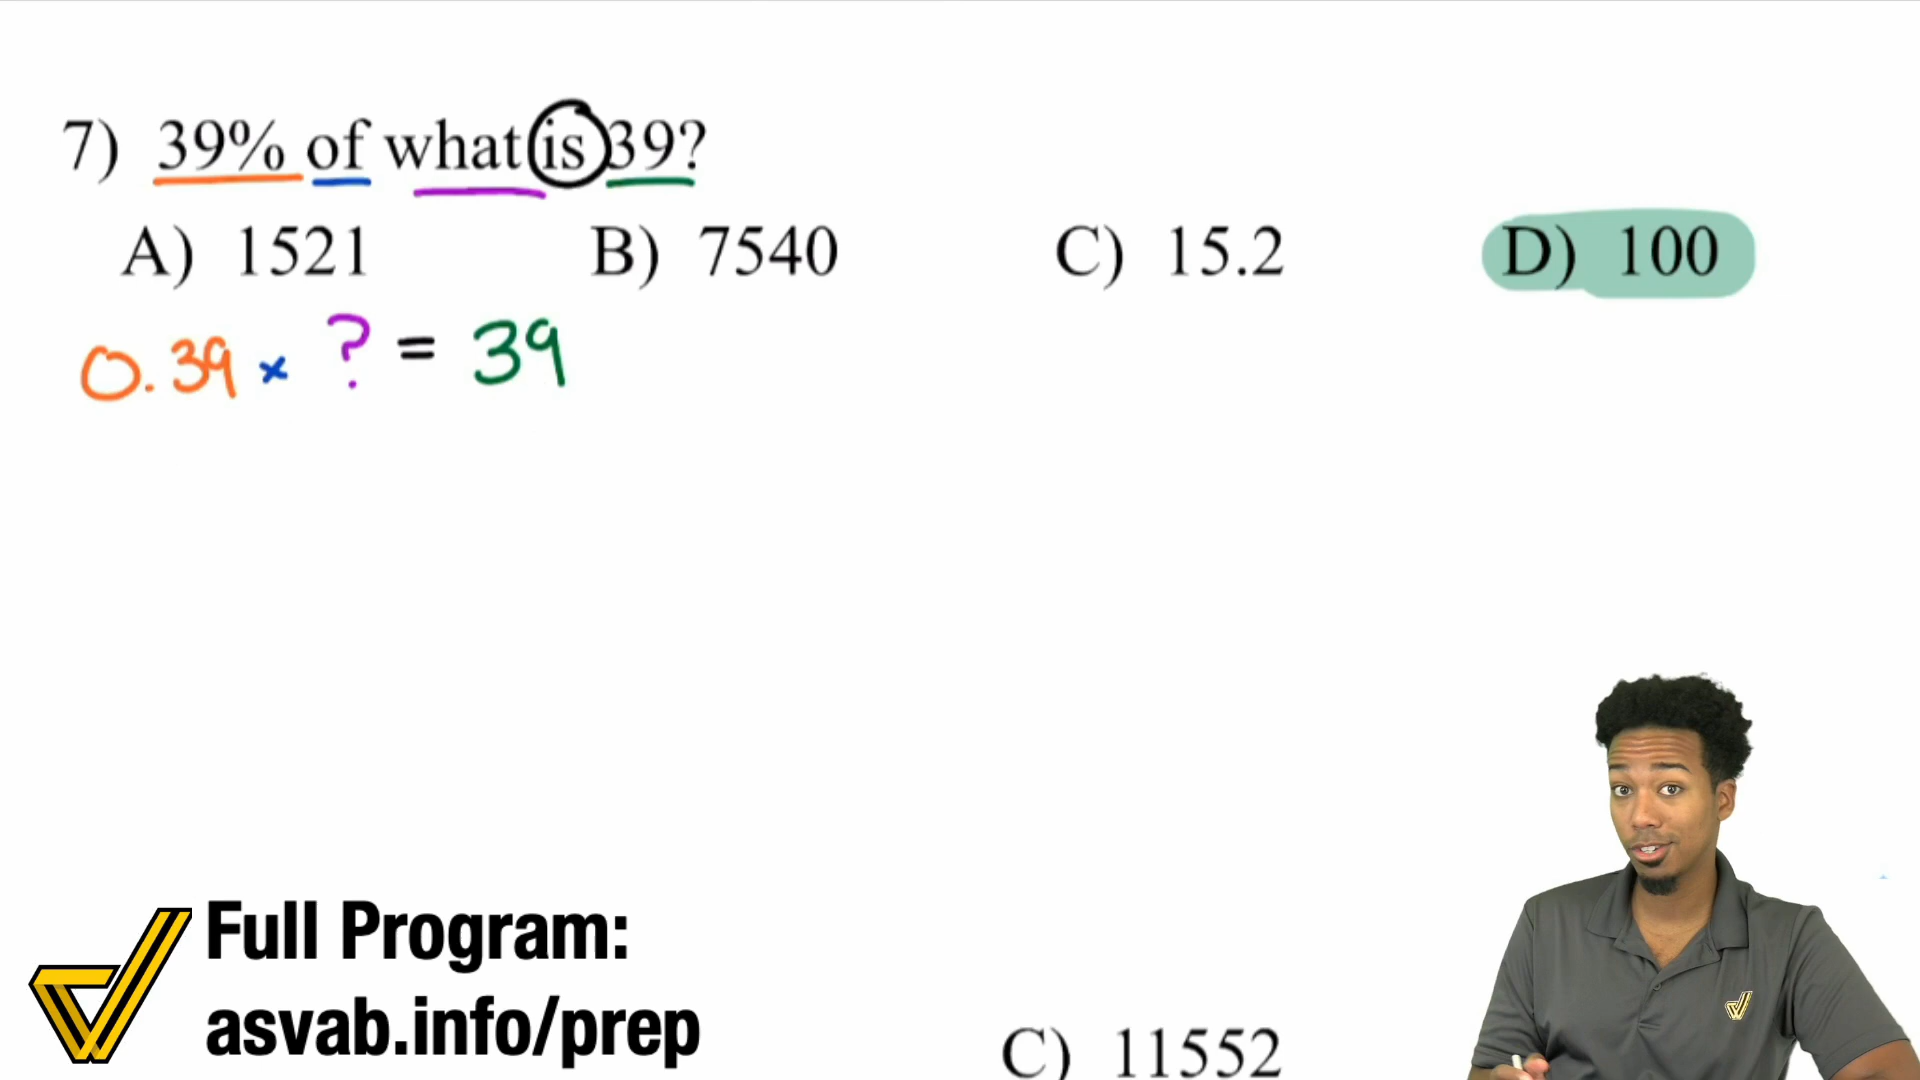 7) 39% of what is 39?
A) 1521 B) 7540 C) 15.2 D) 100
0.39 × ? = 39
Full Program:
asvab.info/prep
C) 11552